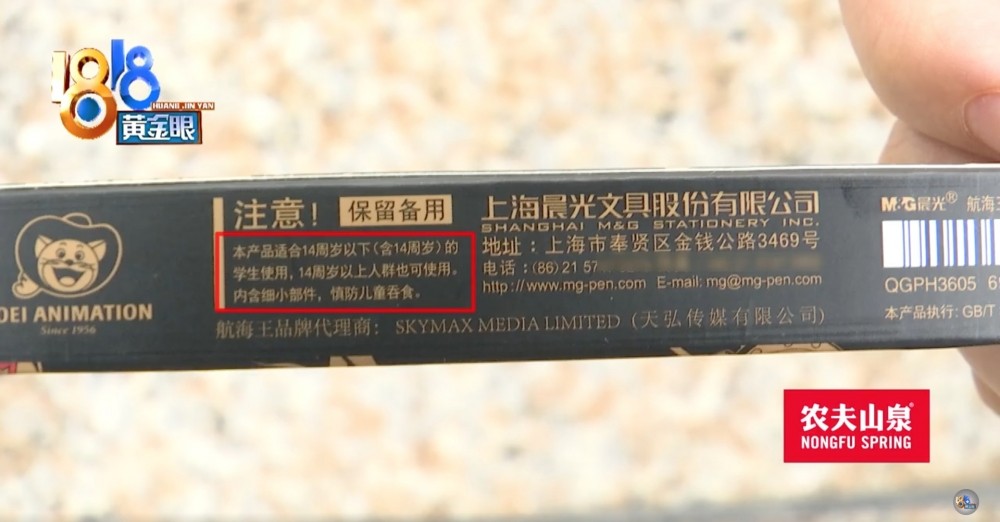 1818
HUANG JIN YAN
黄金眼
注意！
保留备用
本产品适合14周岁以下（含14周岁）的
学生使用，14周岁以上人群也可使用。
内含细小部件，慎防儿童吞食。
上海晨光文具股份有限公司
SHANGHAI M&G STATIONERY INC.
地址：上海市奉贤区金钱公路3469号
电话：(86) 21 57
http://www.mg-pen.com E-mail: mg@mg-pen.com
航海王品牌代理商： SKYMAX MEDIA LIMITED（天弘传媒有限公司）
OEI ANIMATION
Since 1956
M&G晨光® 航海
QGPH3605 6
本产品执行: GB/T
农夫山泉®
NONGFU SPRING